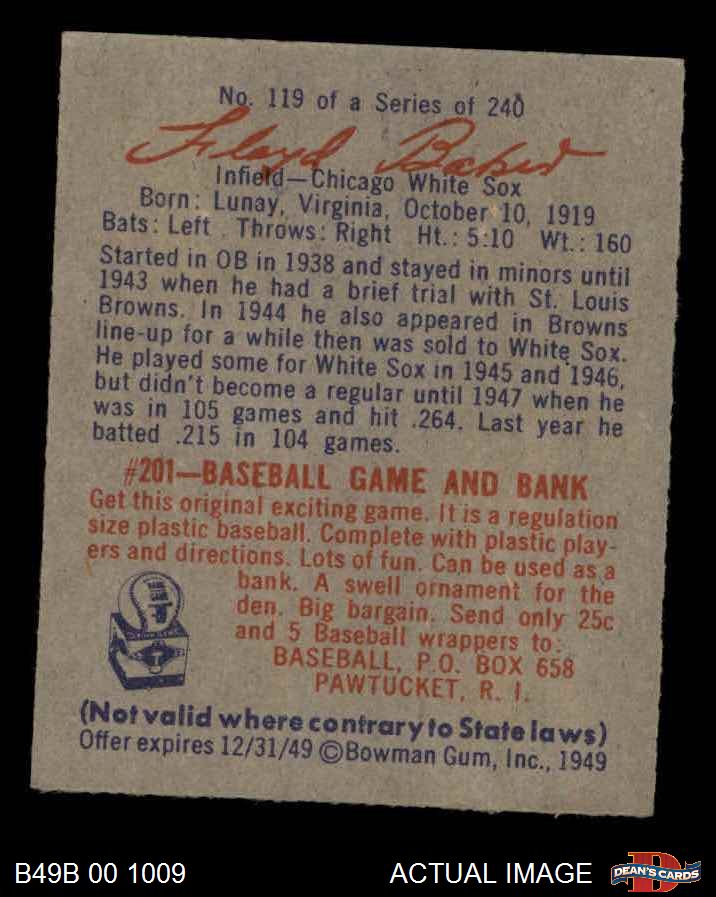 No. 119 of a Series of 240
Floyd Baker
Infield—Chicago White Sox
Born: Lunay, Virginia, October 10, 1919
Bats: Left Throws: Right Ht.: 5:10 Wt.: 160
Started in OB in 1938 and stayed in minors until
1943 when he had a brief trial with St. Louis
Browns. In 1944 he also appeared in Browns
line-up for a while then was sold to White Sox.
He played some for White Sox in 1945 and 1946,
but didn't become a regular until 1947 when he
was in 105 games and hit .264. Last year he
batted .215 in 104 games.
#201—BASEBALL GAME AND BANK
Get this original exciting game. It is a regulation
size plastic baseball. Complete with plastic play-
ers and directions. Lots of fun. Can be used as a
bank. A swell ornament for the
den. Big bargain. Send only 25c
and 5 Baseball wrappers to:
BASEBALL, P.O. BOX 658
PAWTUCKET, R. I.
(Not valid where contrary to State laws)
Offer expires 12/31/49 ©Bowman Gum, Inc., 1949
B49B 00 1009
ACTUAL IMAGE
DEAN'S CARDS